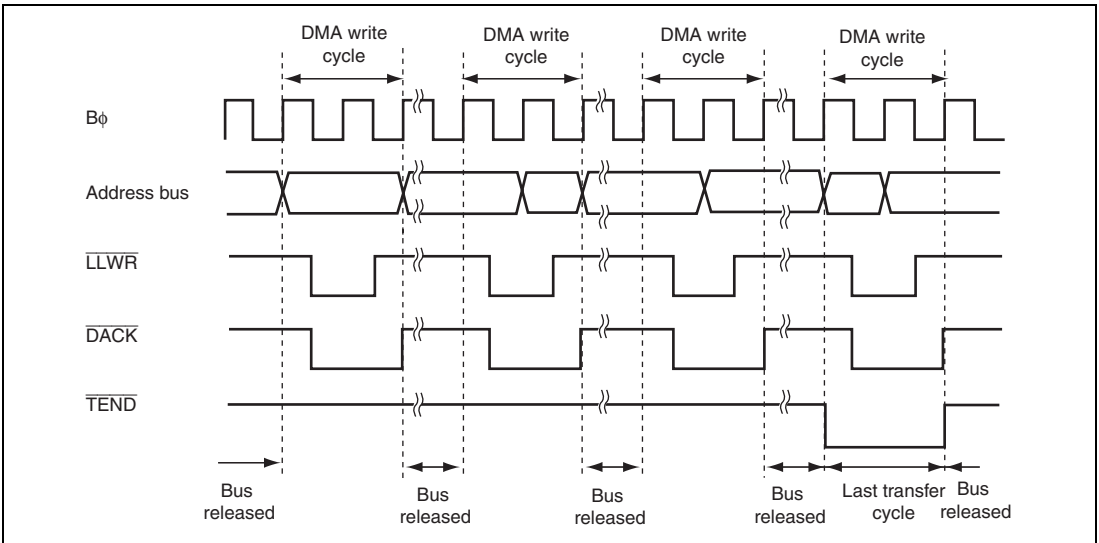 DMA write
cycle
DMA write
cycle
DMA write
cycle
DMA write
cycle
Bϕ
Address bus
LLWR
DACK
TEND
Bus
released
Bus
released
Bus
released
Bus
released
Last transfer
cycle
Bus
released